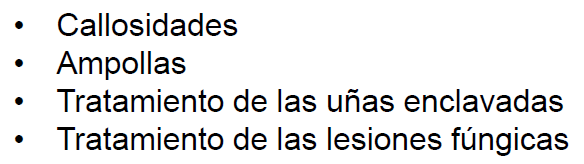 • Callosidades
• Ampollas
• Tratamiento de las uñas enclavadas
• Tratamiento de las lesiones fúngicas